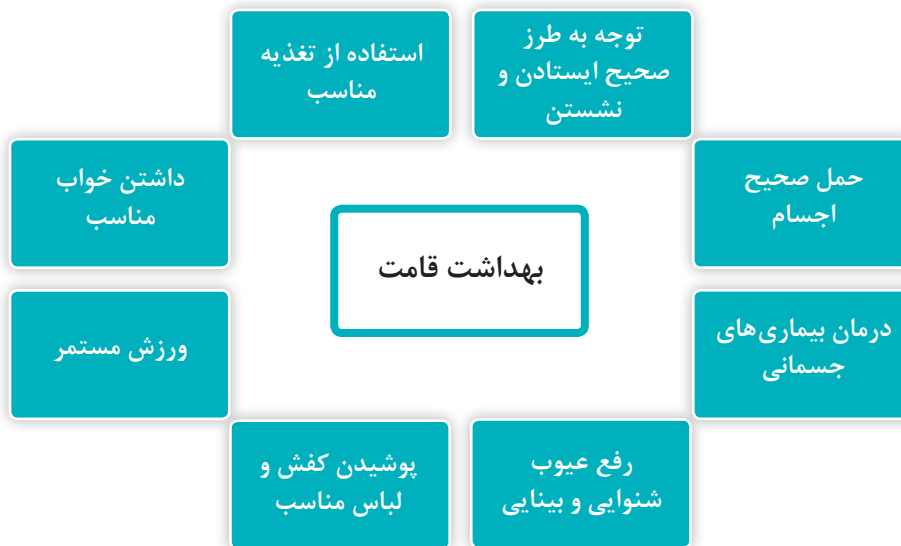 توجه به طرز
صحیح ایستادن و
نشستن
استفاده از تغذیه
مناسب
حمل صحیح
اجسام
داشتن خواب
مناسب
بهداشت قامت
درمان بیماری‌های
جسمانی
ورزش مستمر
رفع عیوب
شنوایی و بینایی
پوشیدن کفش و
لباس مناسب